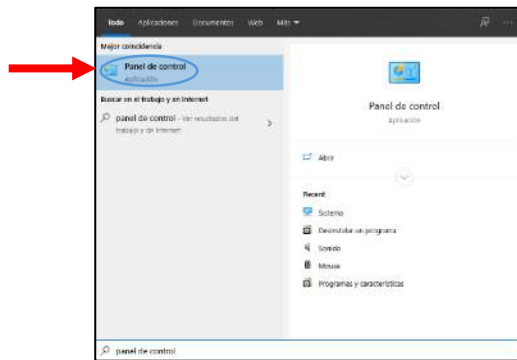 Todo Aplicaciones Documentos Web Más
Mejor coincidencia
Panel de control
Aplicación
Buscar en el trabajo y en Internet
panel de control - Ver resultados del
trabajo y de Internet
Panel de control
Aplicación
Abrir
Recent
Sistema
Desinstalar un programa
Sonido
Mouse
Programas y características
panel de control